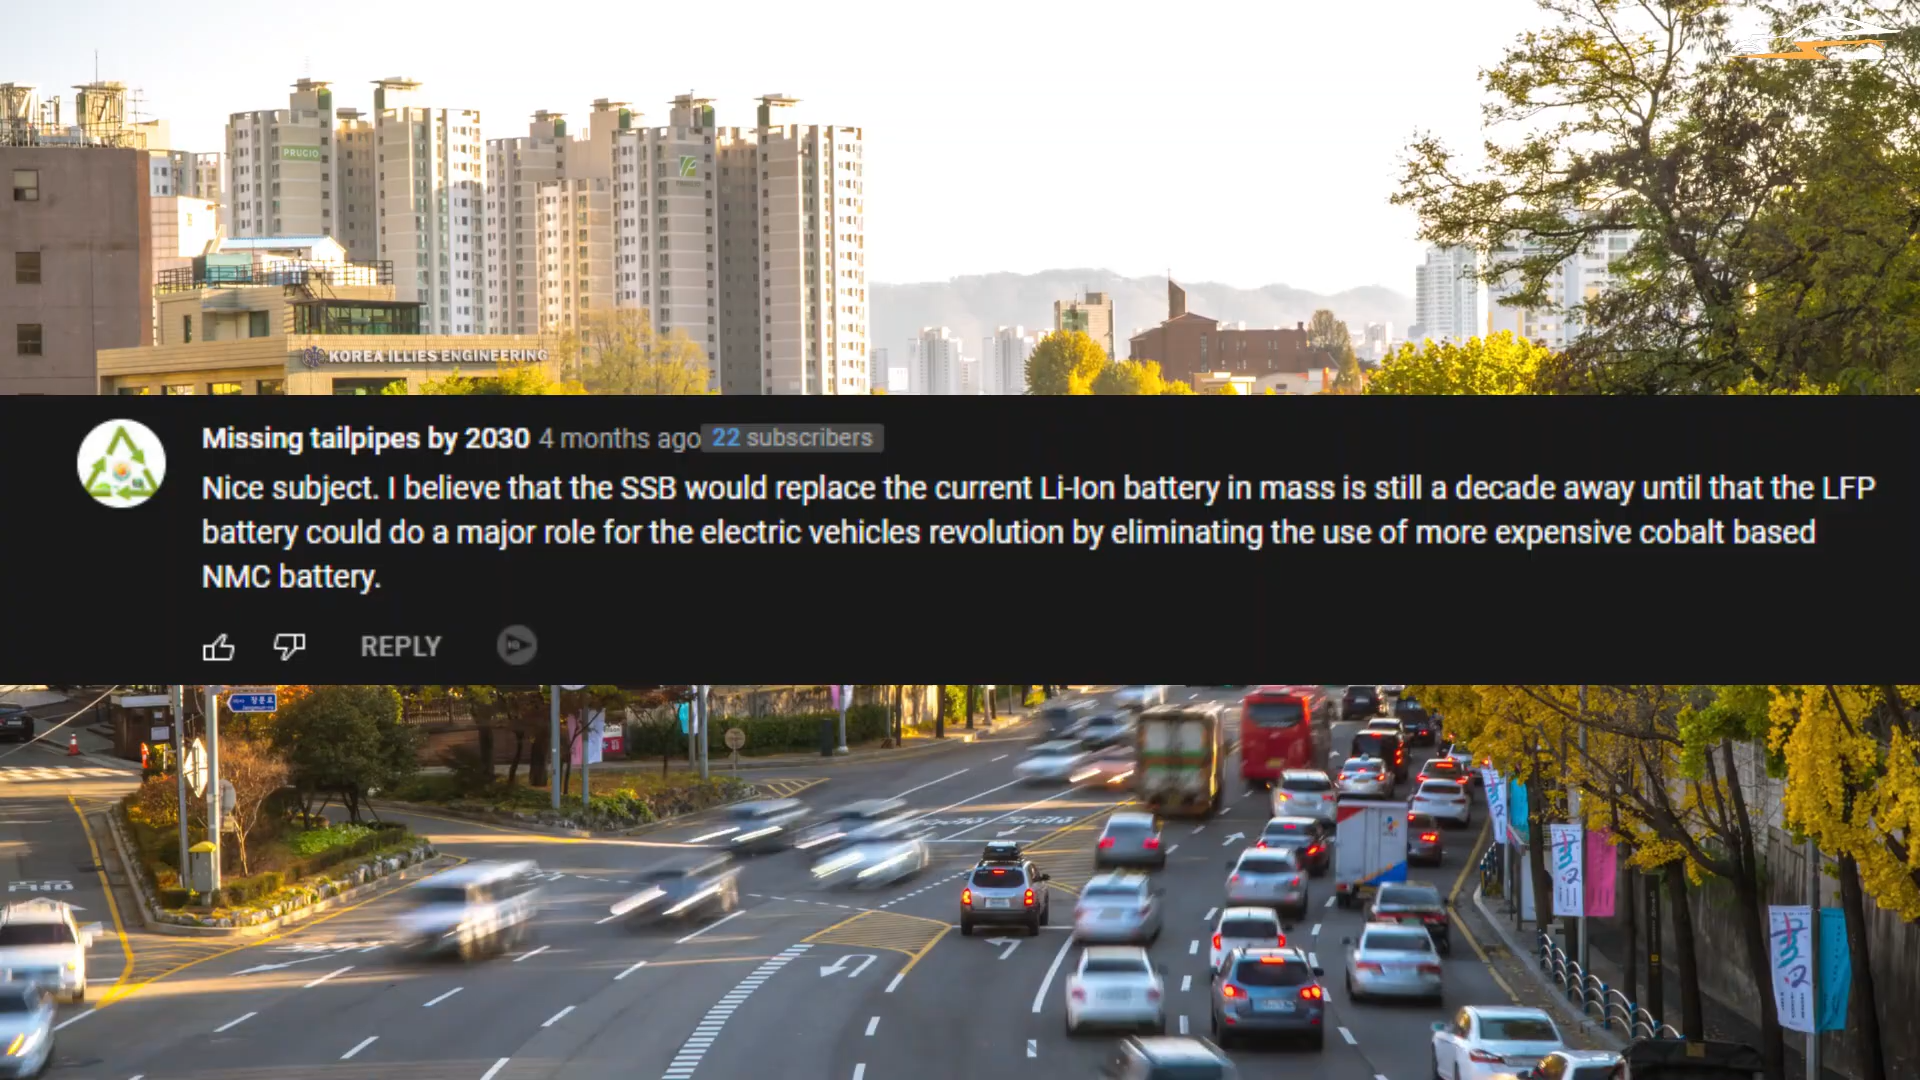 PRUGIO
KOREA ILLIES ENGINEERING
Missing tailpipes by 2030 4 months ago 22 subscribers
Nice subject. I believe that the SSB would replace the current Li-Ion battery in mass is still a decade away until that the LFP
battery could do a major role for the electric vehicles revolution by eliminating the use of more expensive cobalt based
NMC battery.
REPLY